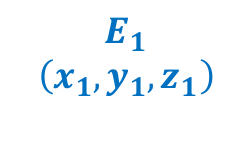 E₁
(x₁, y₁, z₁)